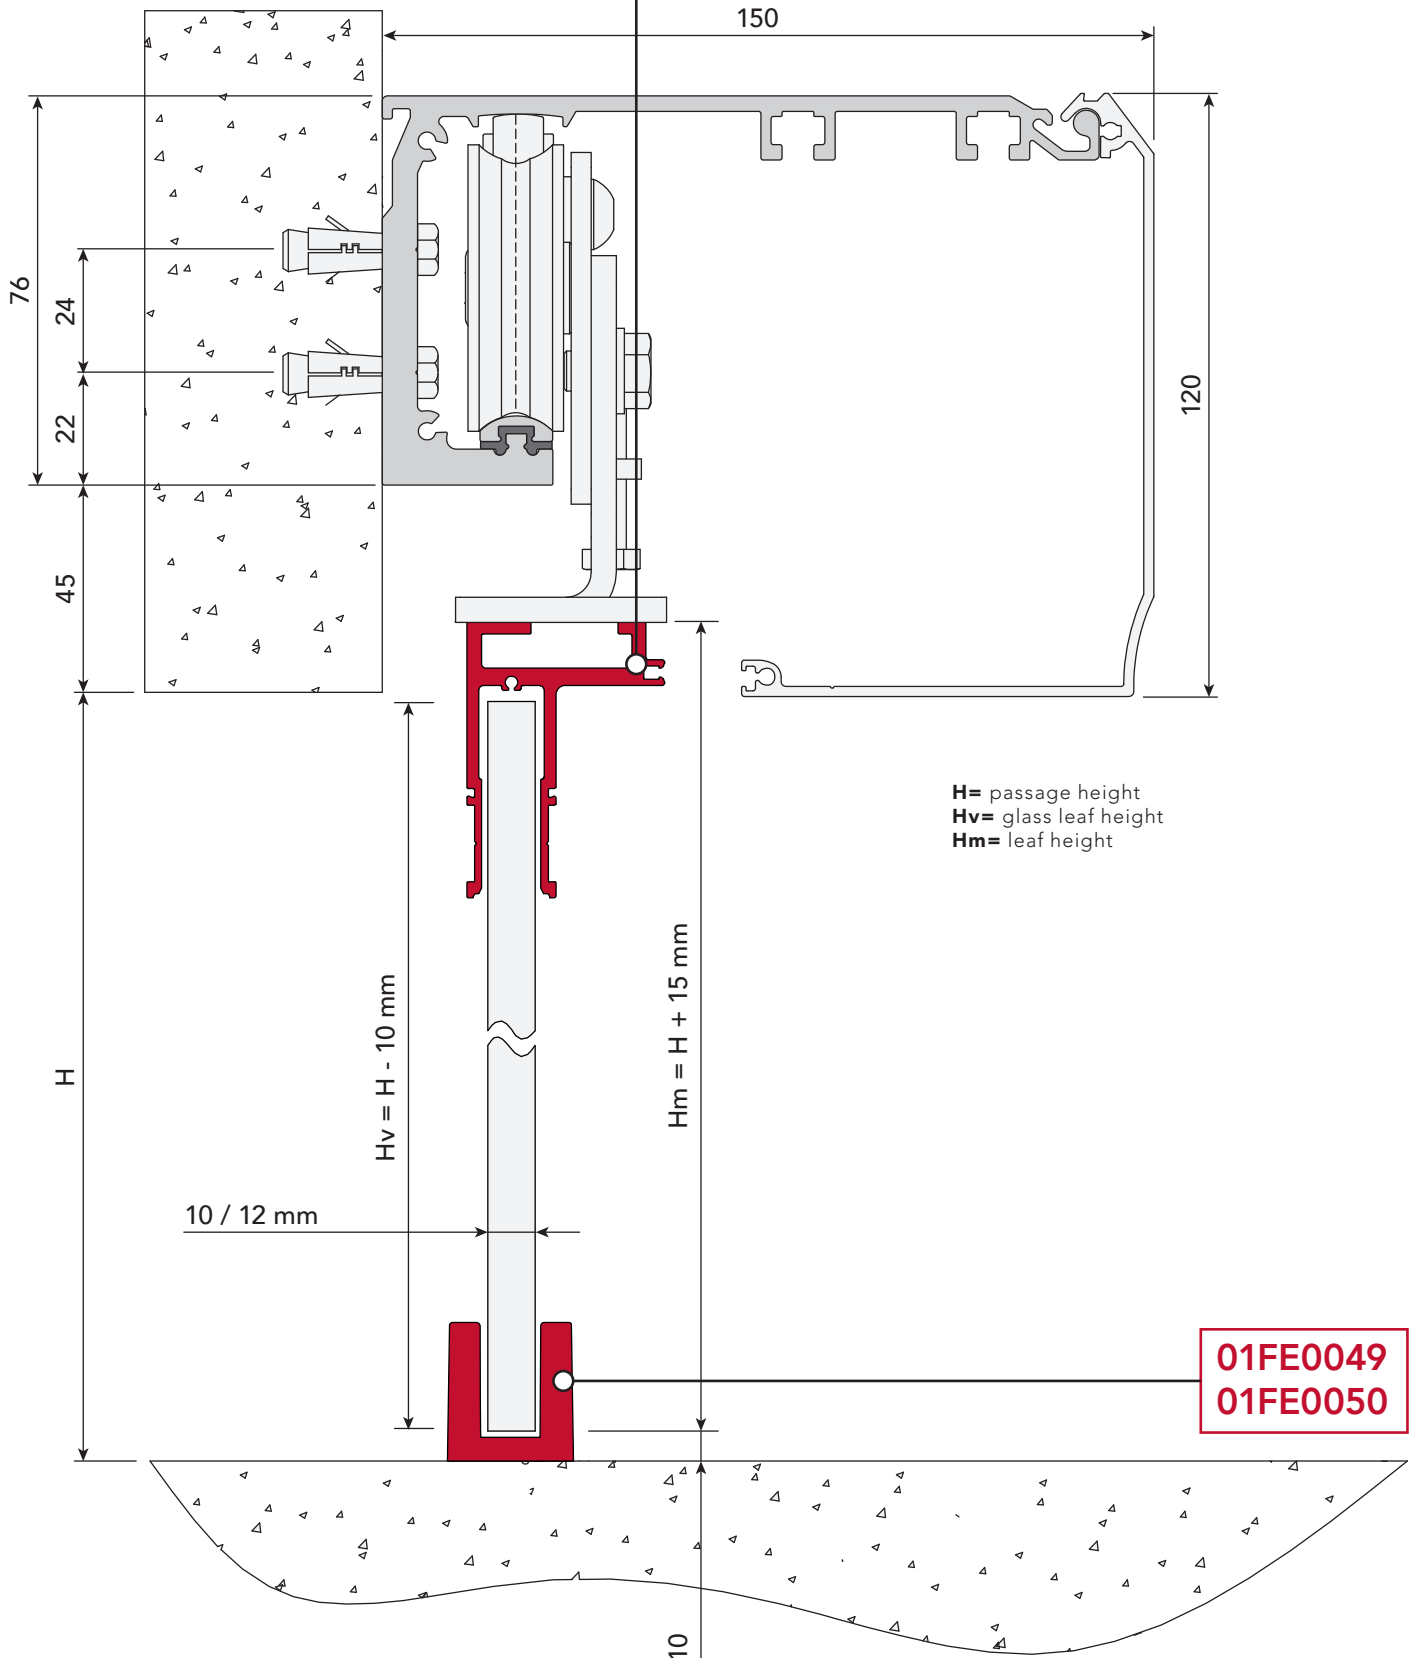 150
76
24
22
45
120
H= passage height
Hv= glass leaf height
Hm= leaf height
H
Hv = H - 10 mm
Hm = H + 15 mm
10 / 12 mm
01FE0049
01FE0050
10